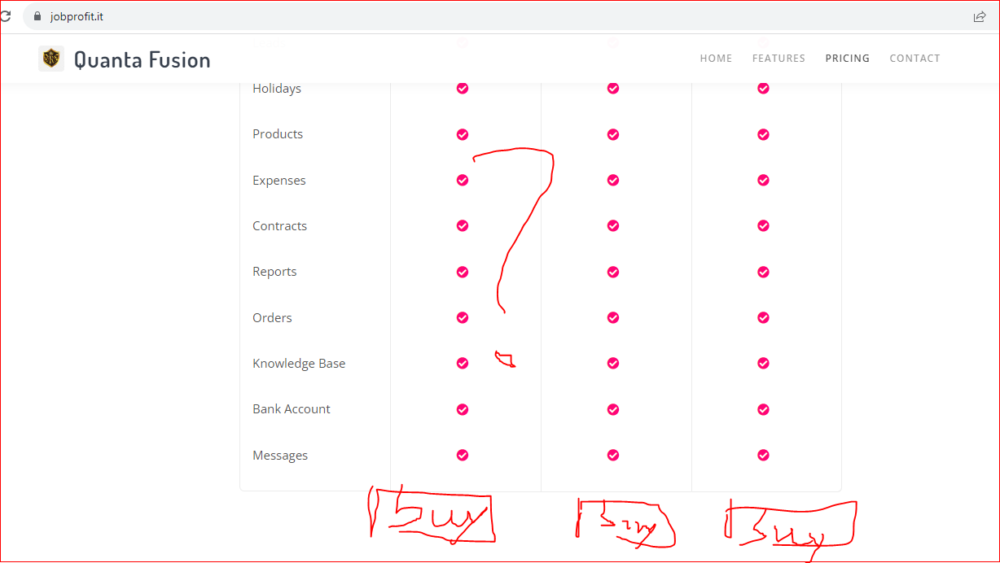 jobprofit.it
Quanta Fusion
HOME FEATURES PRICING CONTACT
Holidays
Products
Expenses
Contracts
Reports
Orders
Knowledge Base
Bank Account
Messages
?
buy Buy Buy